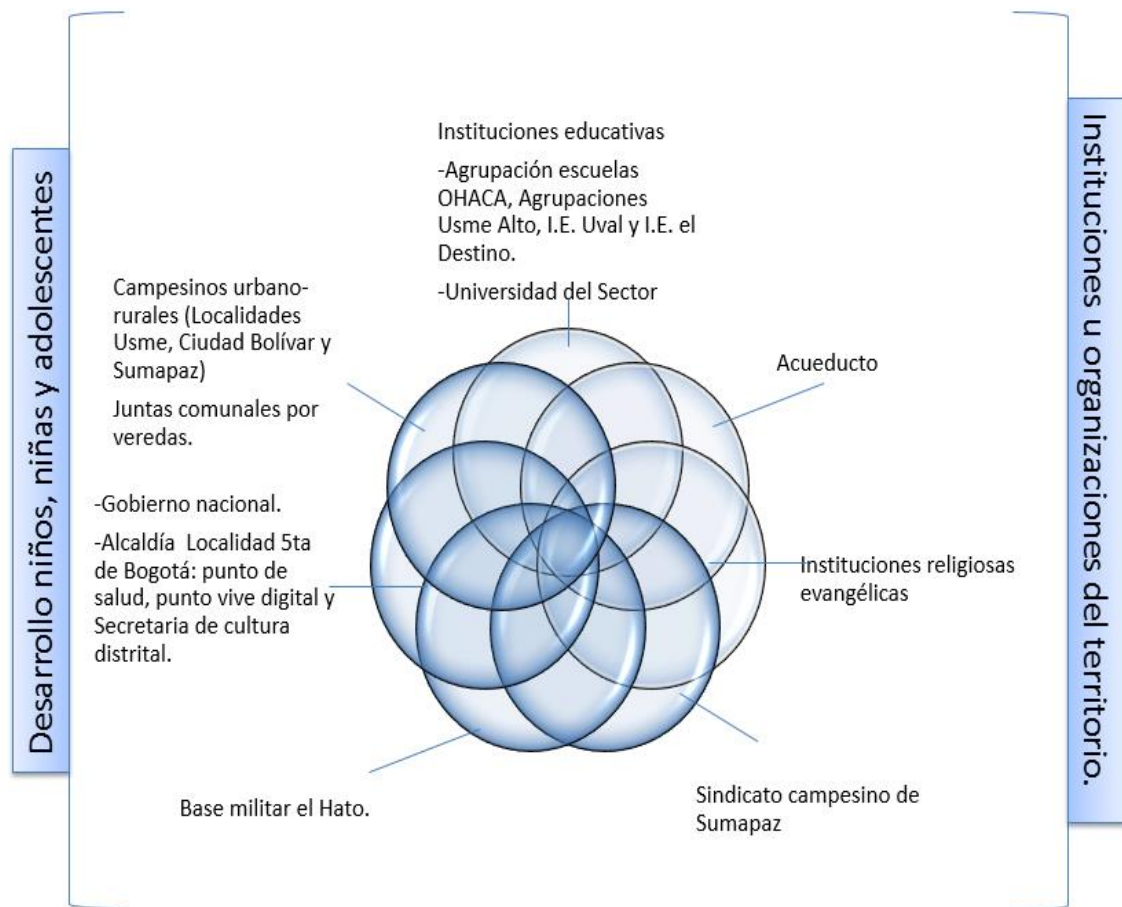 Desarrollo niños, niñas y adolescentes
Instituciones educativas
-Agrupación escuelas
OHACA, Agrupaciones
Usme Alto, I.E. Uval y I.E. el
Destino.
-Universidad del Sector
Campesinos urbano-
rurales (Localidades
Usme, Ciudad Bolívar y
Sumapaz)
Juntas comunales por
veredas.
Acueducto
-Gobierno nacional.
-Alcaldía Localidad 5ta
de Bogotá: punto de
salud, punto vive digital y
Secretaria de cultura
distrital.
Instituciones religiosas
evangélicas
Base militar el Hato.
Sindicato campesino de
Sumapaz
Instituciones u organizaciones del territorio.